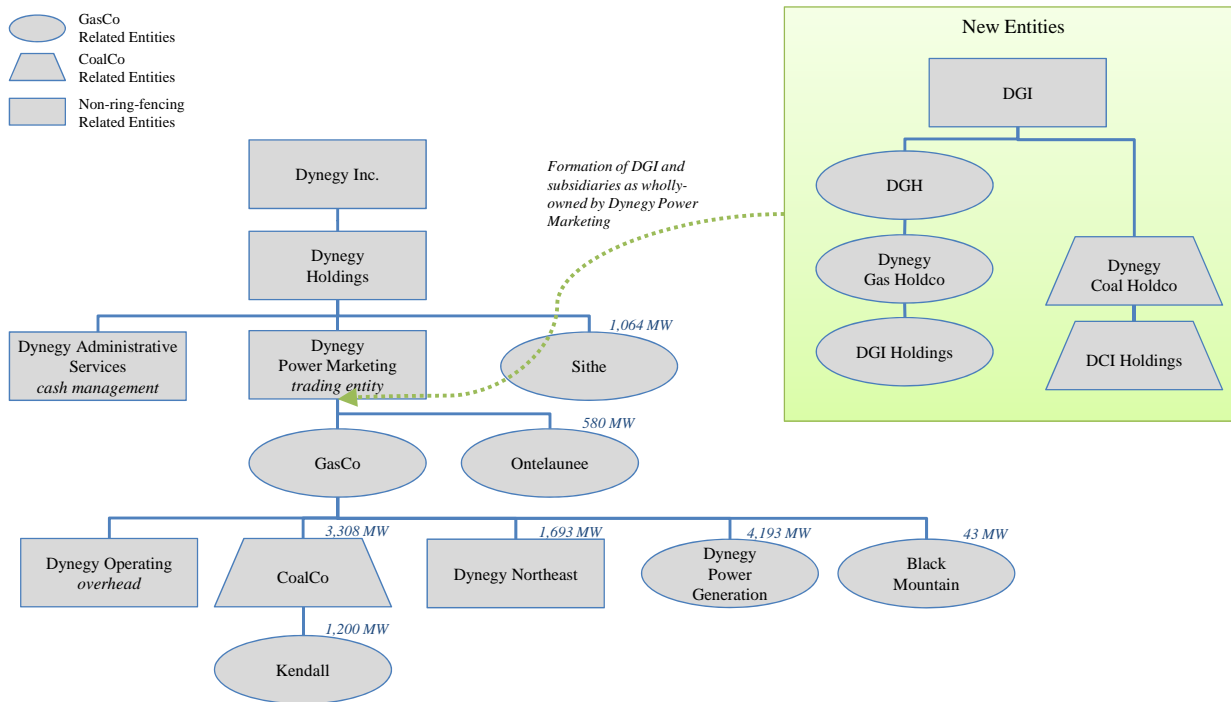 GasCo
Related Entities
CoalCo
Related Entities
Non-ring-fencing
Related Entities
New Entities
DGI
DGH
Dynegy
Gas Holdco
DGI Holdings
Dynegy
Coal Holdco
DCI Holdings
Formation of DGI and
subsidiaries as wholly-
owned by Dynegy Power
Marketing
Dynegy Inc.
Dynegy
Holdings
Dynegy Administrative
Services
cash management
Dynegy
Power Marketing
trading entity
1,064 MW
Sithe
GasCo
580 MW
Ontelaunee
Dynegy Operating
overhead
3,308 MW
CoalCo
1,693 MW
Dynegy Northeast
4,193 MW
Dynegy
Power
Generation
43 MW
Black
Mountain
1,200 MW
Kendall